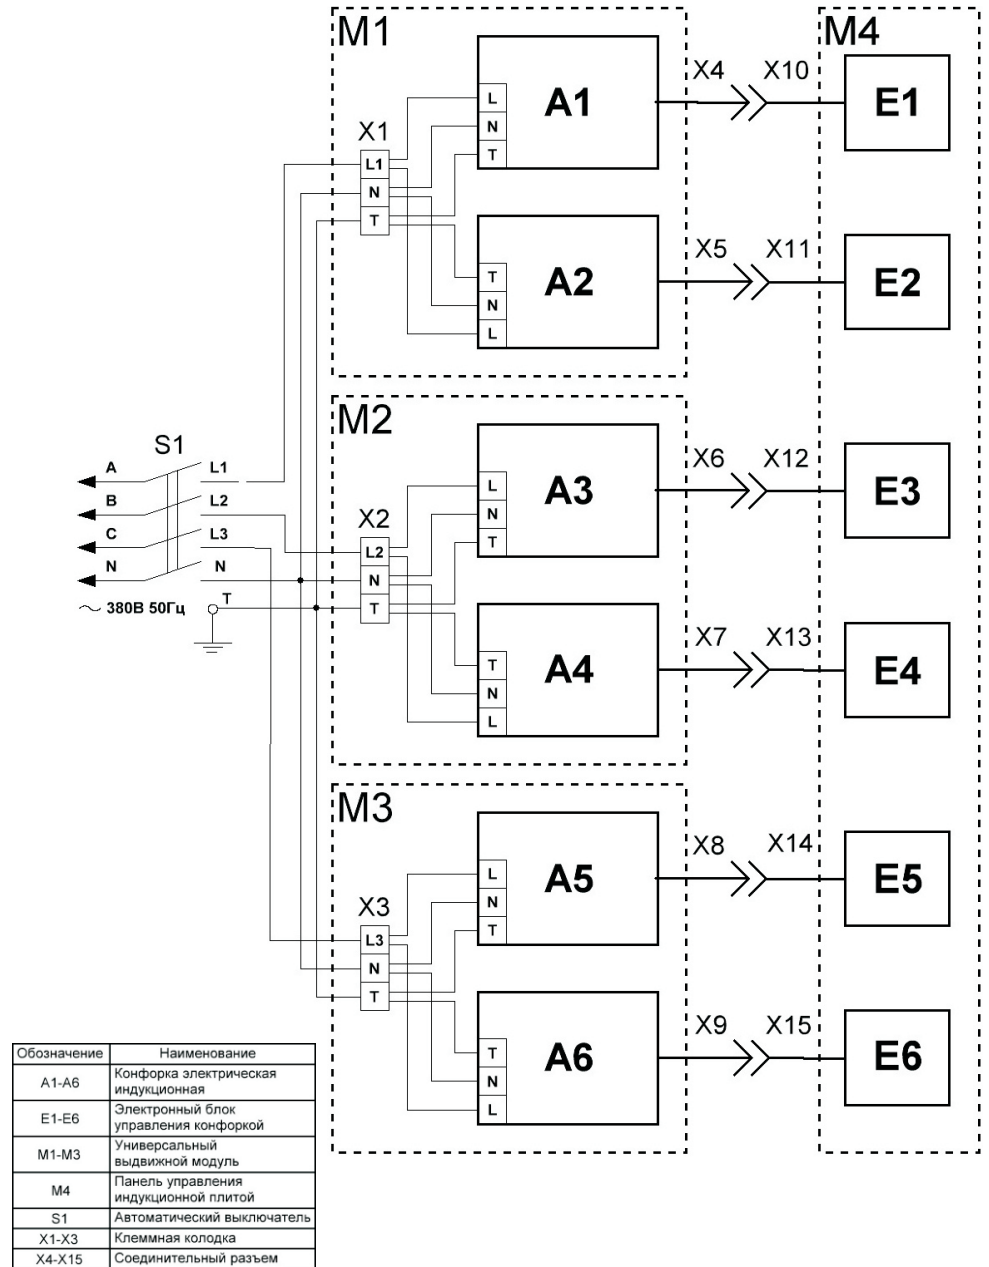 M1
A1
L
N
T
X1
L1
N
T
A2
T
N
L
X4
X10
M4
E1
X5
X11
E2
M2
A3
L
N
T
X2
L2
N
T
A4
T
N
L
X6
X12
E3
X7
X13
E4
S1
A
L1
B
L2
C
L3
N
N
380В 50Гц
T
M3
A5
L
N
T
X3
L3
N
T
A6
T
N
L
X8
X14
E5
X9
X15
E6
Обозначение Наименование
A1-A6 Конфорка электрическая
индукционная
E1-E6 Электронный блок
управления конфоркой
M1-M3 Универсальный
выдвижной модуль
M4 Панель управления
индукционной плитой
S1 Автоматический выключатель
X1-X3 Клеммная колодка
X4-X15 Соединительный разъем